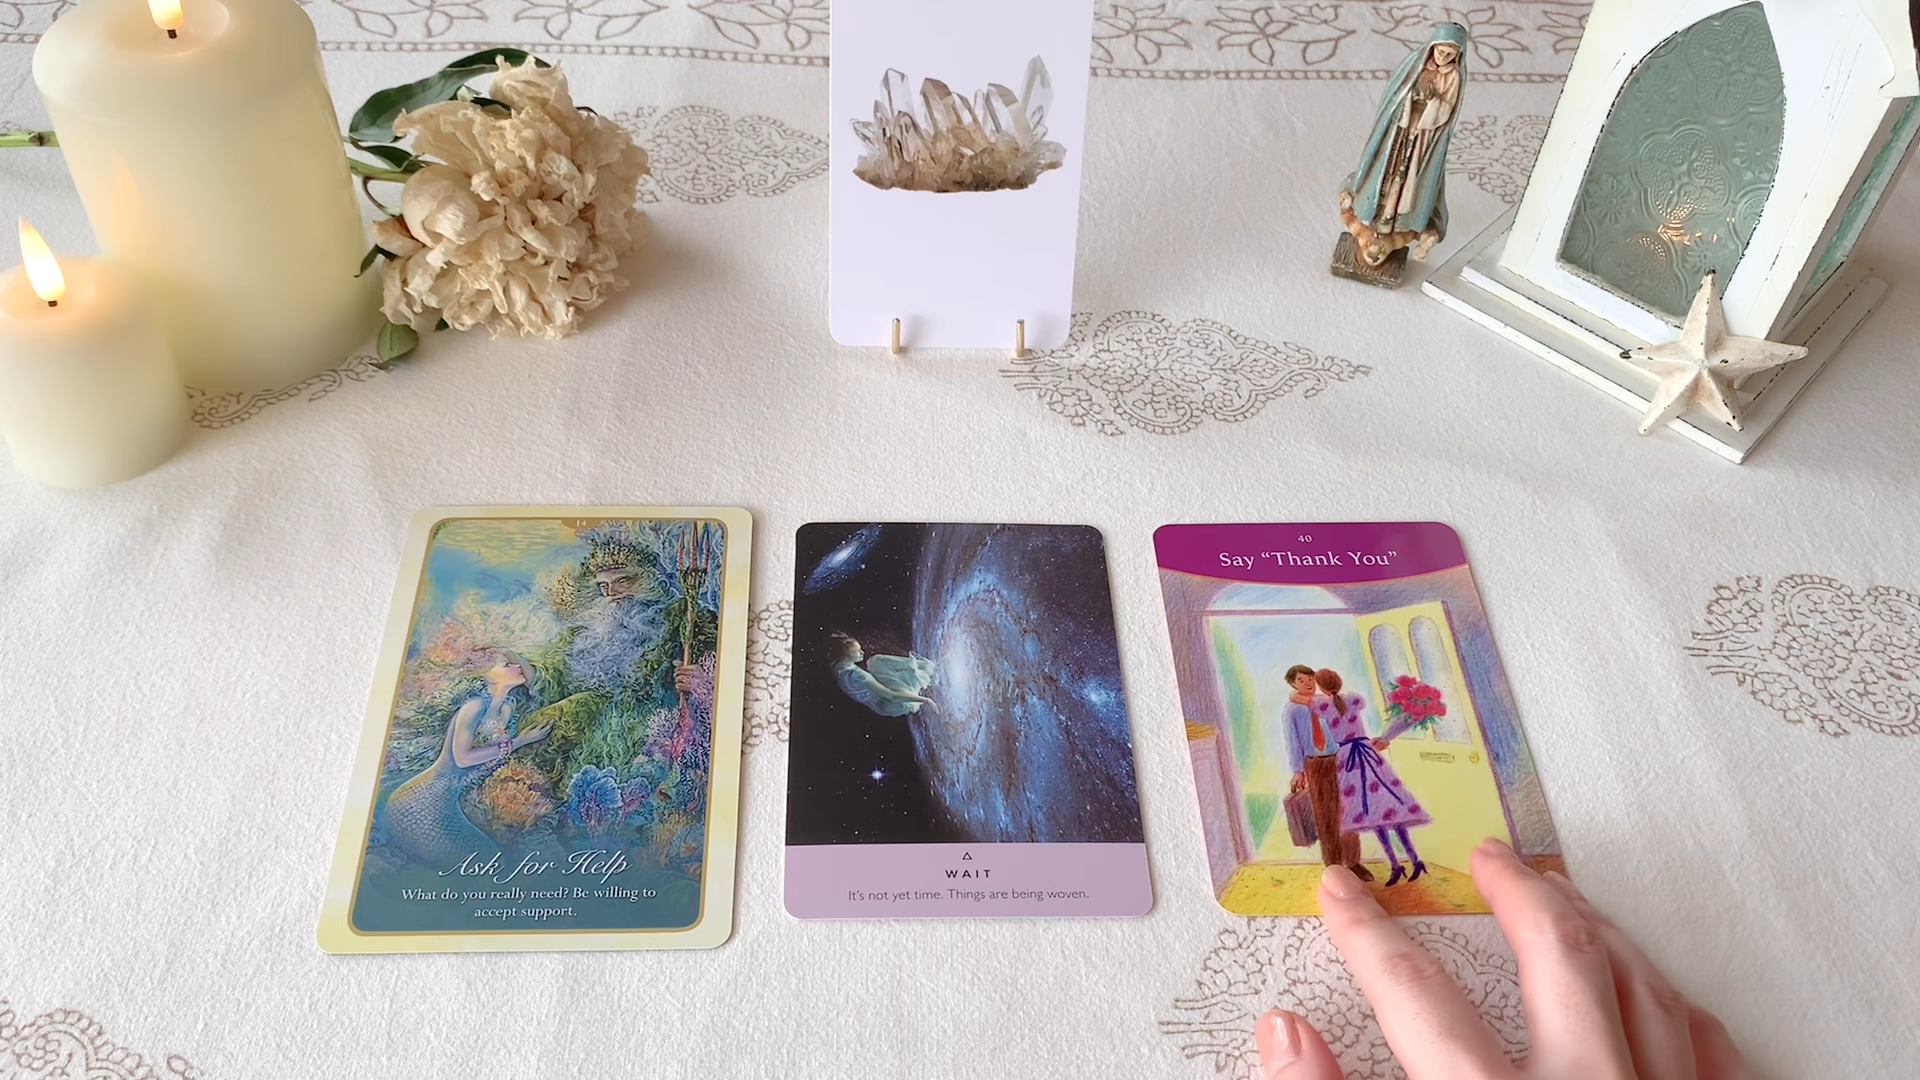 14
Ask for Help
What do you really need? Be willing to
accept support.
WAIT
It's not yet time. Things are being woven.
40
Say “Thank You”